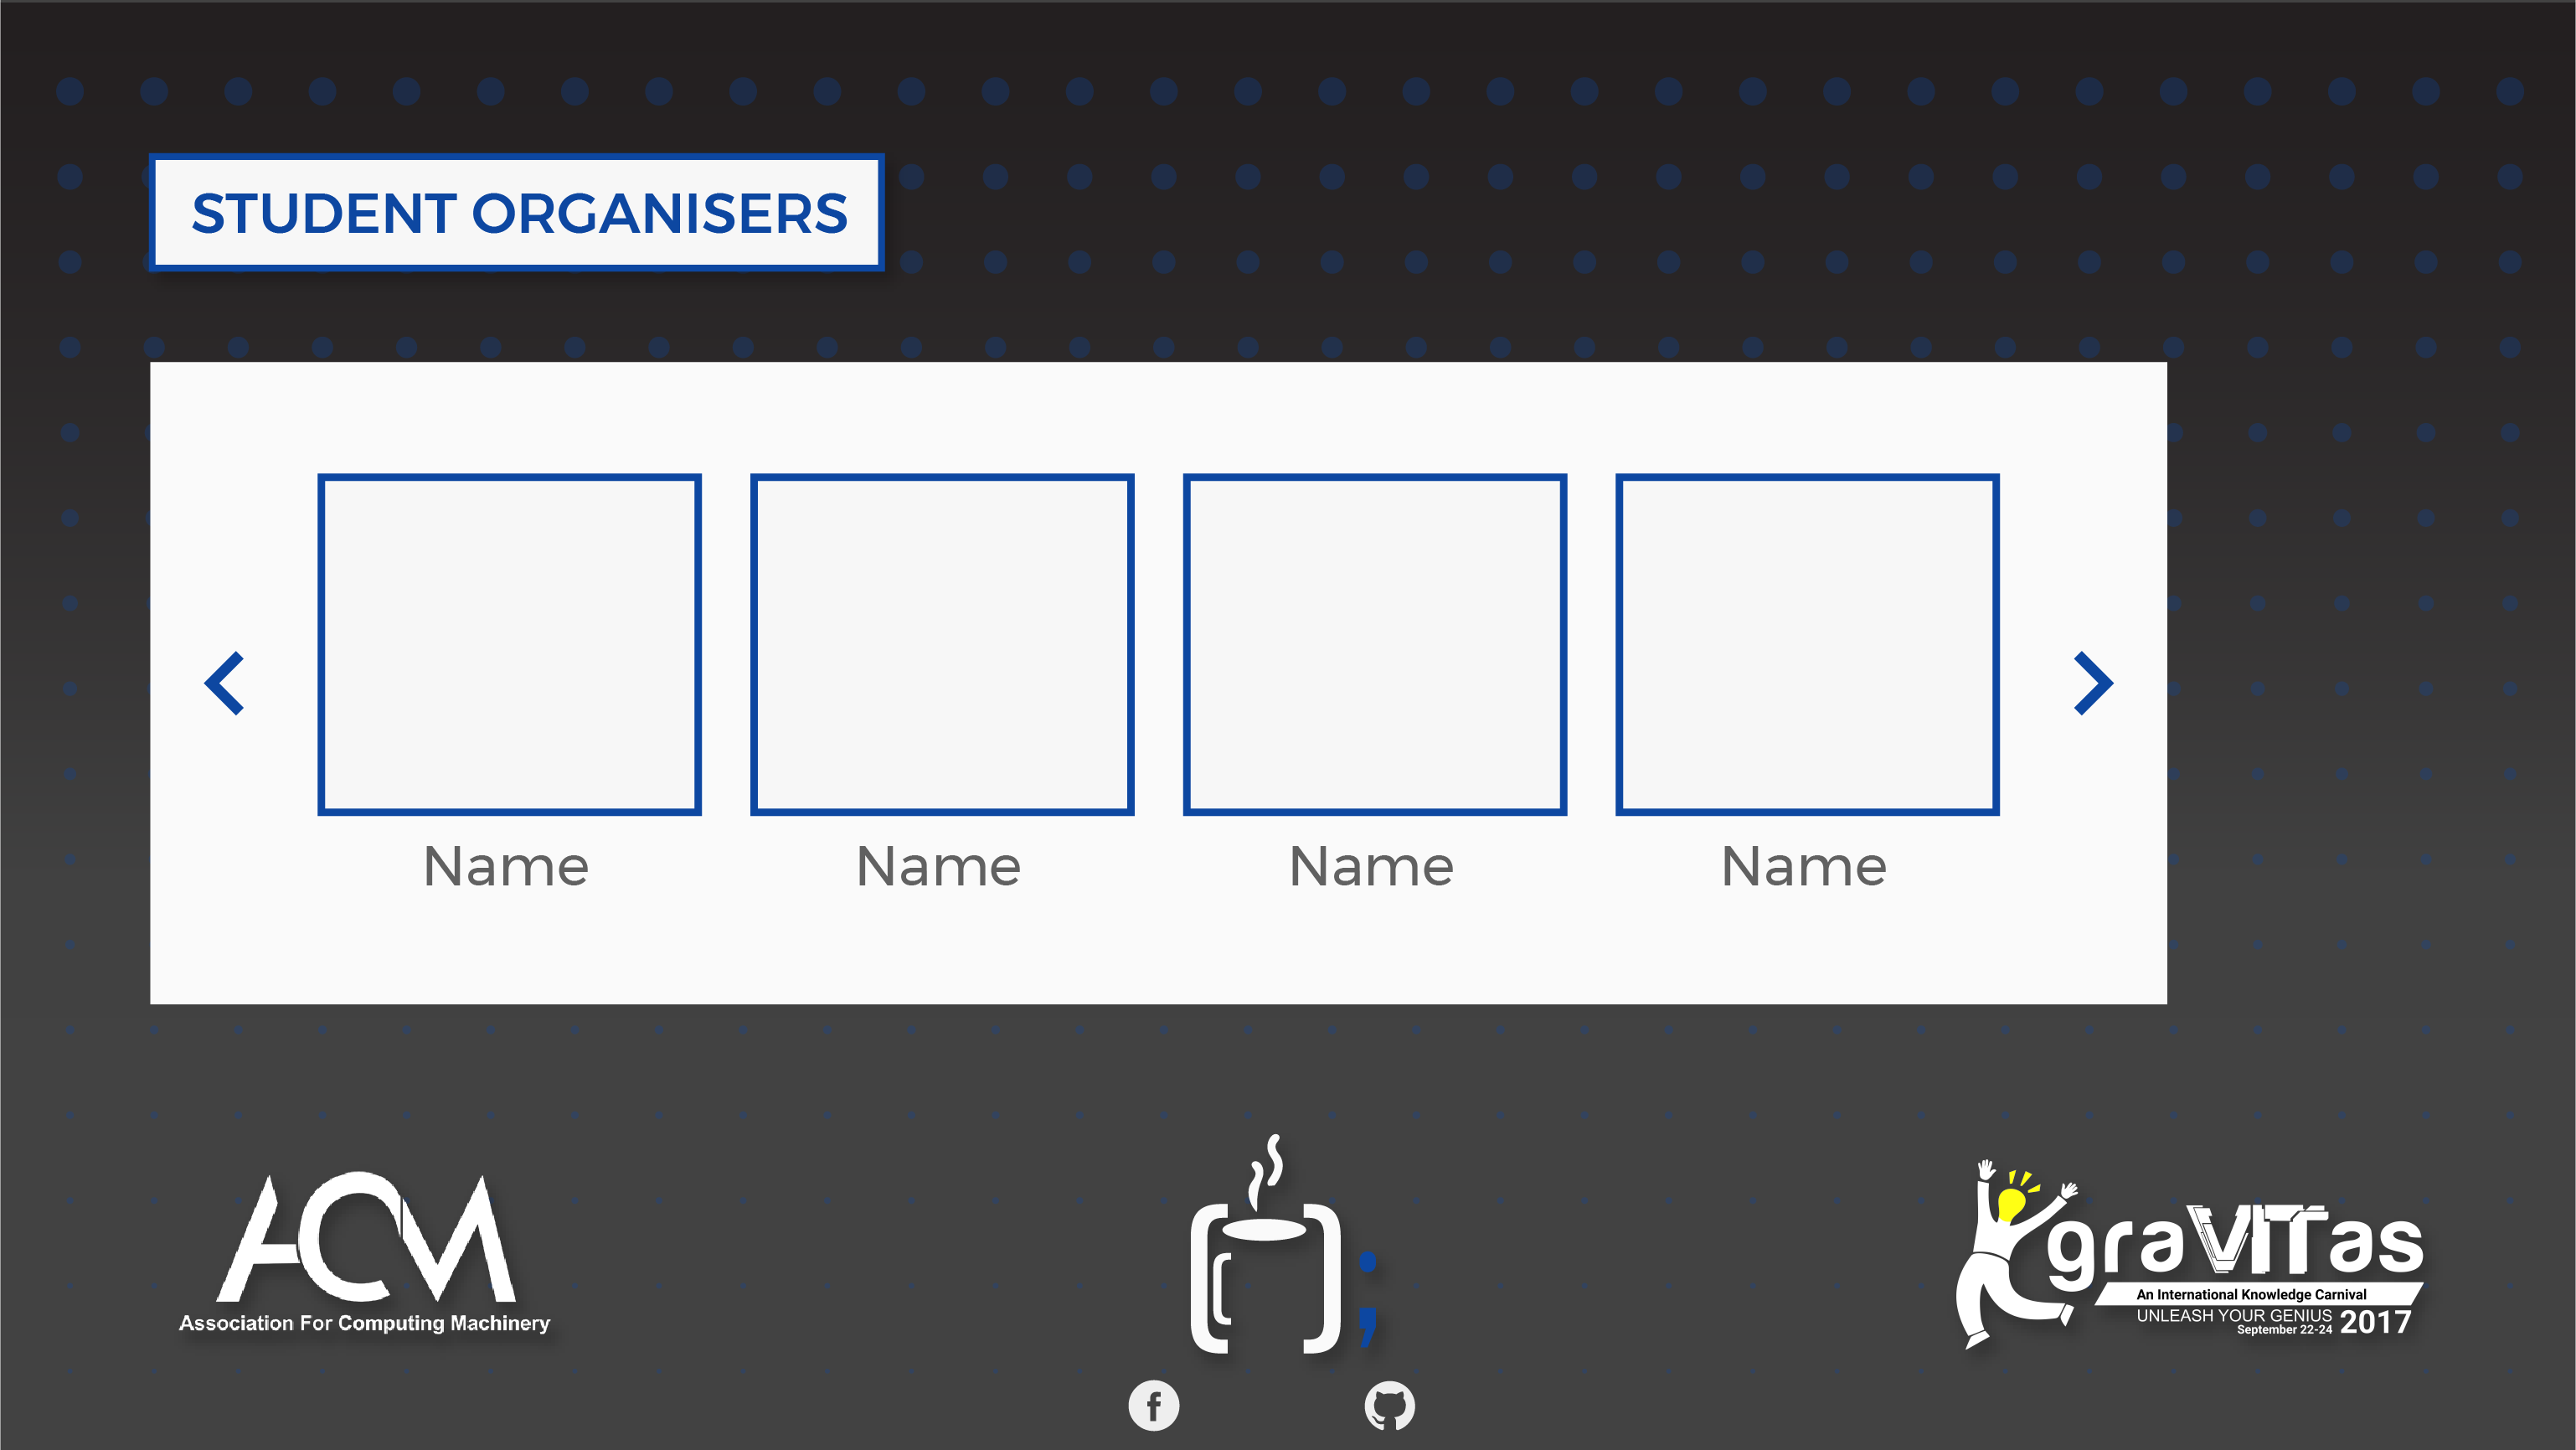 STUDENT ORGANISERS
Name Name Name Name
ACM
Association For Computing Machinery
graVITas
An International Knowledge Carnival
UNLEASH YOUR GENIUS 2017
September 22-24